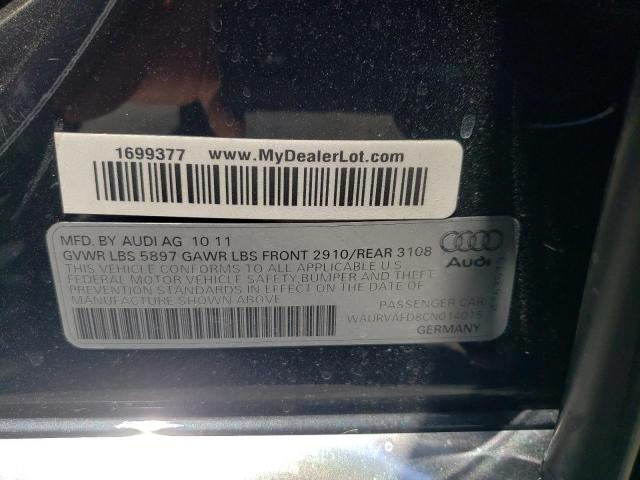 1699377 www.MyDealerLot.com
MFD. BY AUDI AG 10 11
GVWR LBS 5897 GAWR LBS FRONT 2910/REAR 3108
THIS VEHICLE CONFORMS TO ALL APPLICABLE U S
FEDERAL MOTOR VEHICLE SAFETY,BUMPER AND THEFT
PREVENTION STANDARDS IN EFFECT ON THE DATE OF
MANUFACTURE SHOWN ABOVE
Audi
PASSENGER CAR
WAURVAFD8CN014015
GERMANY